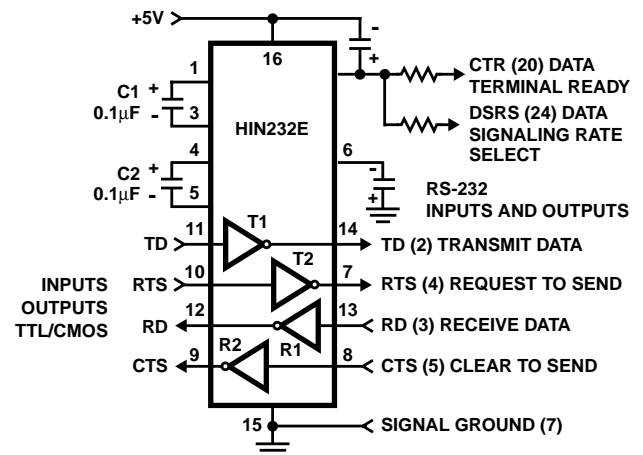 +5V
-
+
16
CTR (20) DATA
TERMINAL READY
1
C1
+
0.1µF
-
3
HIN232E
DSRS (24) DATA
SIGNALING RATE
SELECT
4
C2
+
0.1µF
-
5
6
-
+
RS-232
INPUTS AND OUTPUTS
T1
TD
11
14
TD (2) TRANSMIT DATA
T2
INPUTS
OUTPUTS
TTL/CMOS
RTS
10
7
RTS (4) REQUEST TO SEND
RD
12
13
RD (3) RECEIVE DATA
R1
R2
CTS
9
8
CTS (5) CLEAR TO SEND
15
SIGNAL GROUND (7)